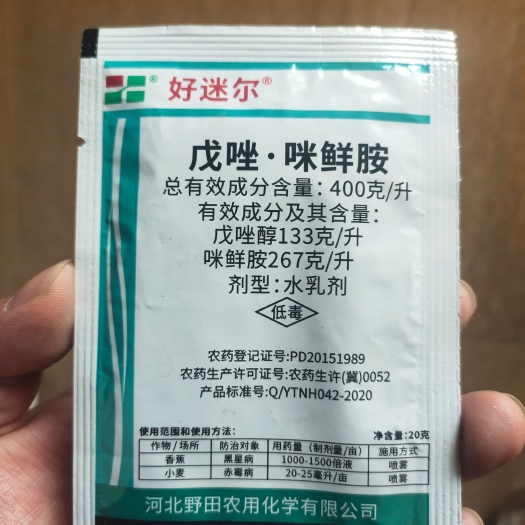 ® 好迷尔®
戊唑·咪鲜胺
总有效成分含量：400克/升
有效成分及其含量：
戊唑醇133克/升
咪鲜胺267克/升
剂型：水乳剂
低毒
农药登记证号:PD20151989
农药生产许可证号:农药生许(冀)0052
产品标准号:Q/YTNH042-2020
使用范围和使用方法： 净含量：20克
作物/场所 防治对象 用药量（制剂量/亩） 施用方式
香蕉 黑星病 1000-1500倍液 喷雾
小麦 赤霉病 20-25毫升/亩 喷雾
河北野田农用化学有限公司